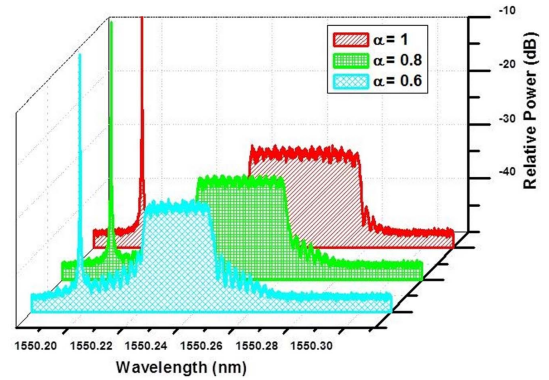 -10
α = 1
α = 0.8
α = 0.6
-20
-30
-40
Relative Power (dB)
1550.20 1550.22 1550.24 1550.26 1550.28 1550.30
Wavelength (nm)